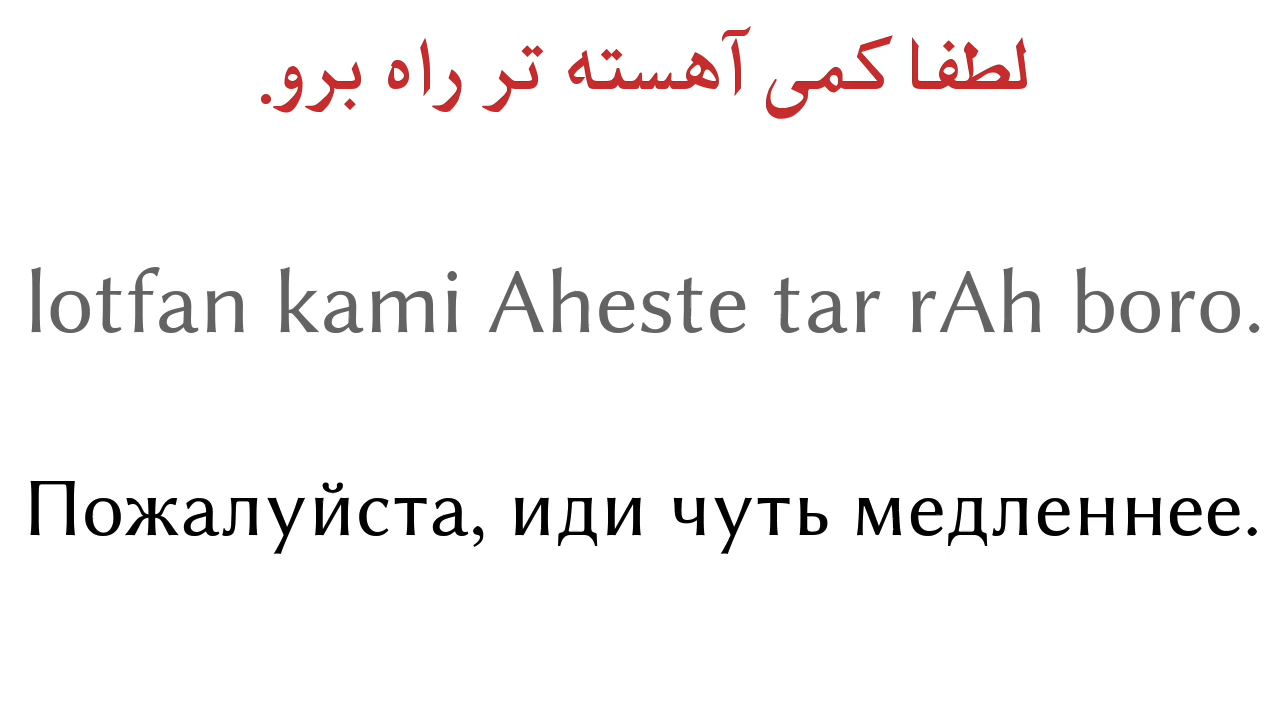 لطفا کمی آهسته تر راه برو.
lotfan kami Aheste tar rAh boro.
Пожалуйста, иди чуть медленнее.